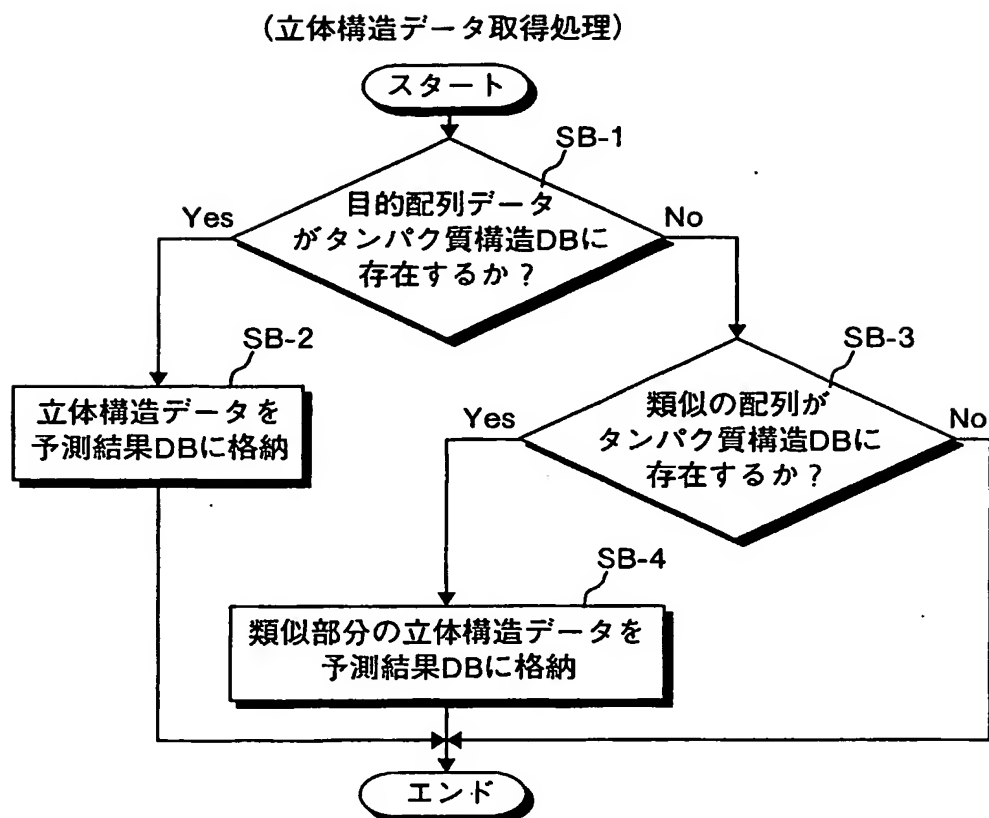 (立体構造データ取得処理)
スタート
SB-1
目的配列データ
がタンパク質構造DBに
存在するか?
Yes
No
SB-2
立体構造データを
予測結果DBに格納
SB-3
類似の配列が
タンパク質構造DBに
存在するか?
Yes
No
SB-4
類似部分の立体構造データを
予測結果DBに格納
エンド